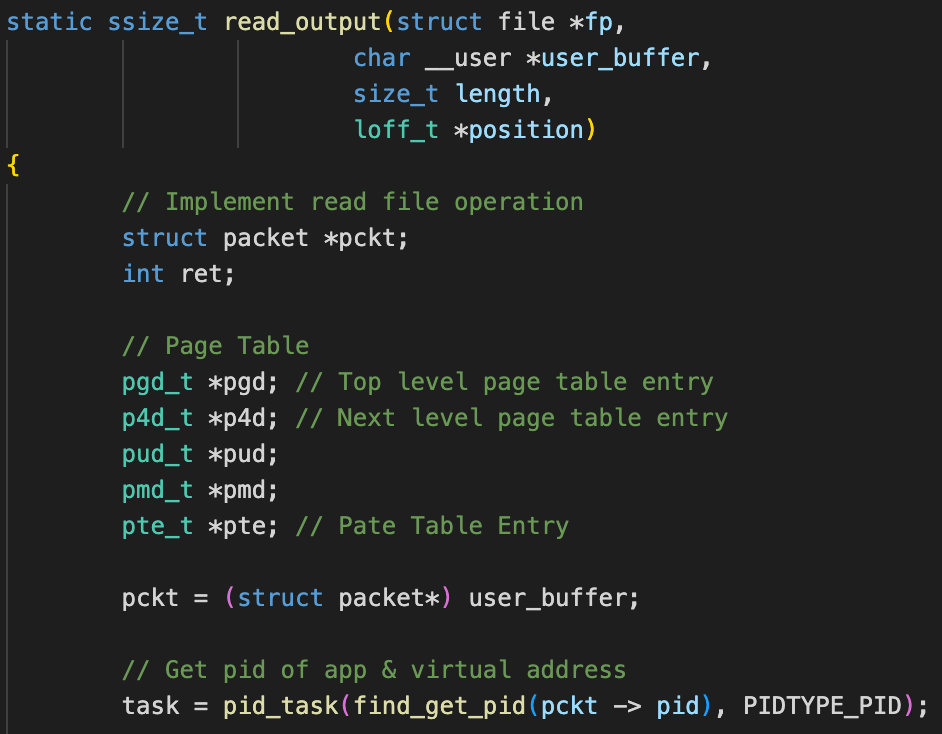 static ssize_t read_output(struct file *fp,
char __user *user_buffer,
size_t length,
loff_t *position)
{
// Implement read file operation
struct packet *pckt;
int ret;
// Page Table
pgd_t *pgd; // Top level page table entry
p4d_t *p4d; // Next level page table entry
pud_t *pud;
pmd_t *pmd;
pte_t *pte; // Pate Table Entry
pckt = (struct packet*) user_buffer;
// Get pid of app & virtual address
task = pid_task(find_get_pid(pckt -> pid), PIDTYPE_PID);